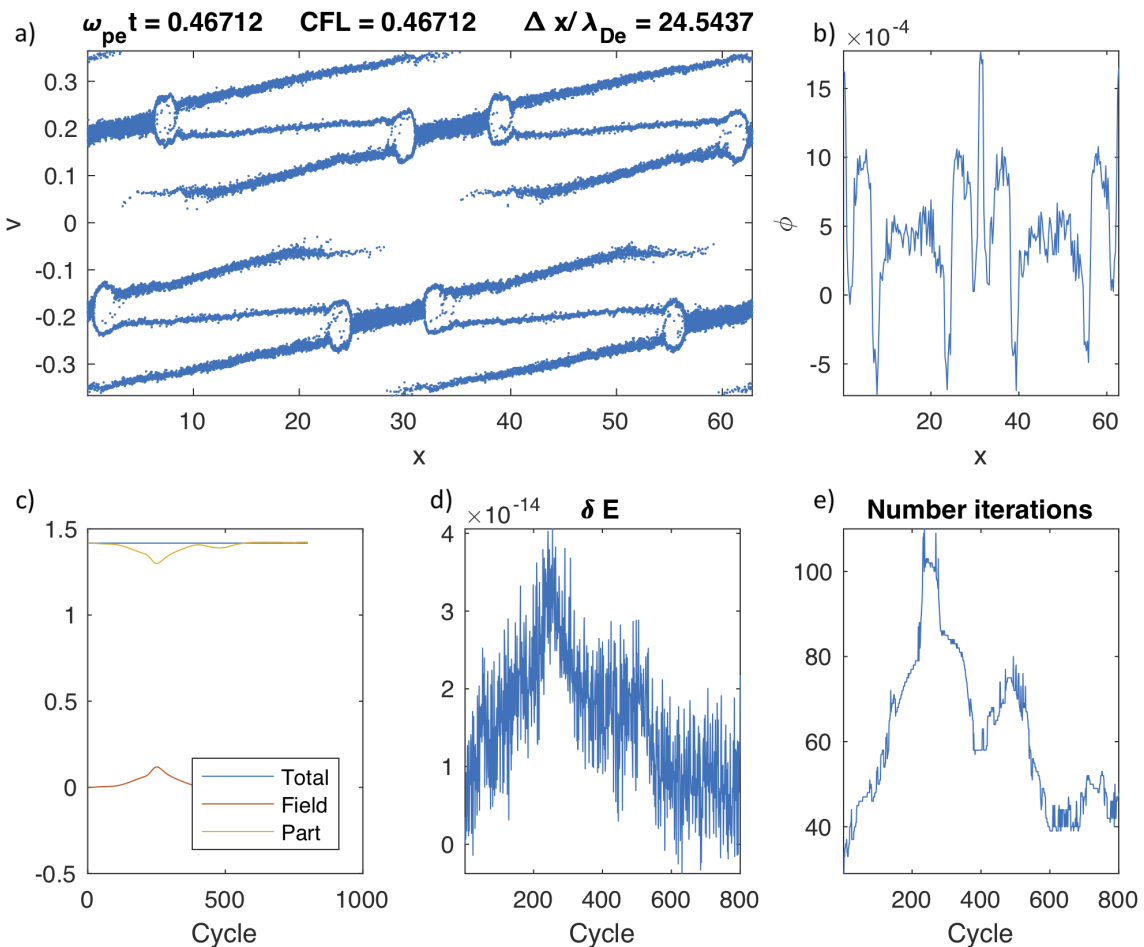 a) ω_pe t = 0.46712 CFL = 0.46712 Δ x/ λ_De = 24.5437
0.3
0.2
0.1
0
-0.1
-0.2
-0.3
v
10 20 30 40 50 60
x
b) ×10^-4
15
10
5
0
-5
ϕ
20 40 60
x
c)
1.5
1
0.5
0
-0.5
Total
Field
Part
0 500 1000
Cycle
d) δ E
×10^-14
4
3
2
1
0
200 400 600 800
Cycle
e) Number iterations
100
80
60
40
200 400 600 800
Cycle